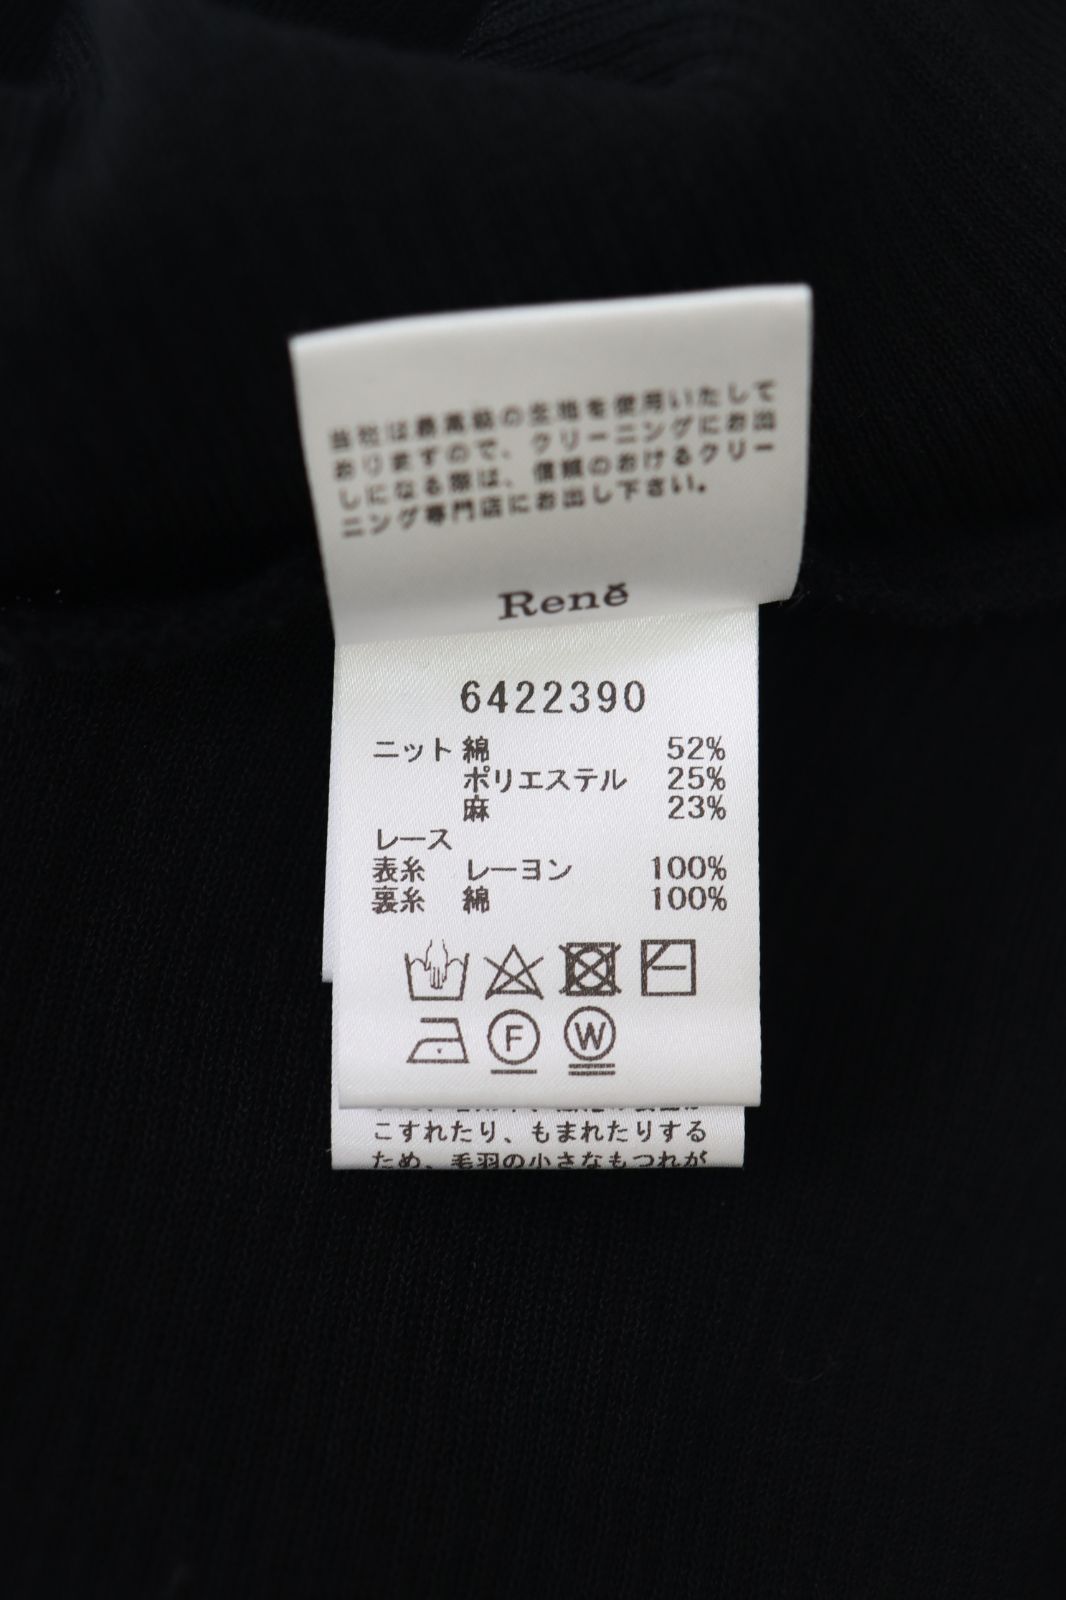 当社は最高級の生地を使用いたして
おりますので、クリーニングにお出
しになる際は、信頼のおけるクリー
ニング専門店にお出し下さい。
René
6422390
ニット 綿 52%
ポリエステル 25%
麻 23%
レース
表糸 レーヨン 100%
裏糸 綿 100%
F W
こすれたり、もまれたりする
ため、毛羽の小さなもつれが